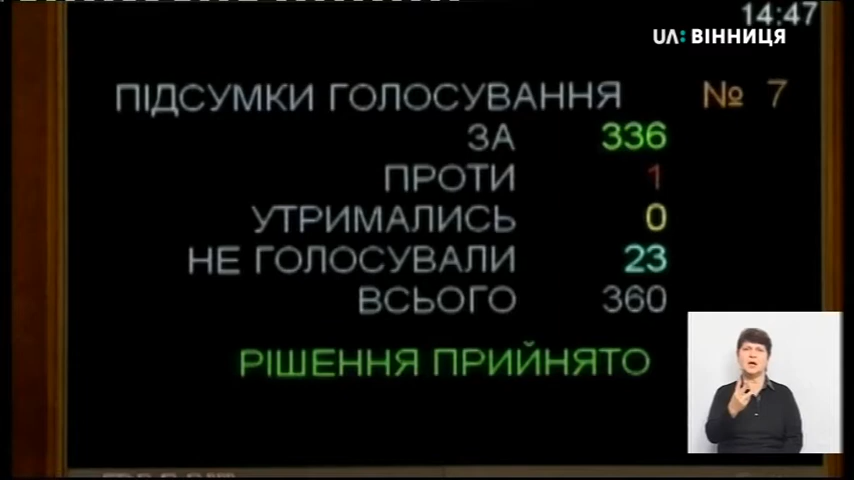 14:47
UA: ВІННИЦЯ
ПІДСУМКИ ГОЛОСУВАННЯ № 7
ЗА 336
ПРОТИ 1
УТРИМАЛИСЬ 0
НЕ ГОЛОСУВАЛИ 23
ВСЬОГО 360
РІШЕННЯ ПРИЙНЯТО